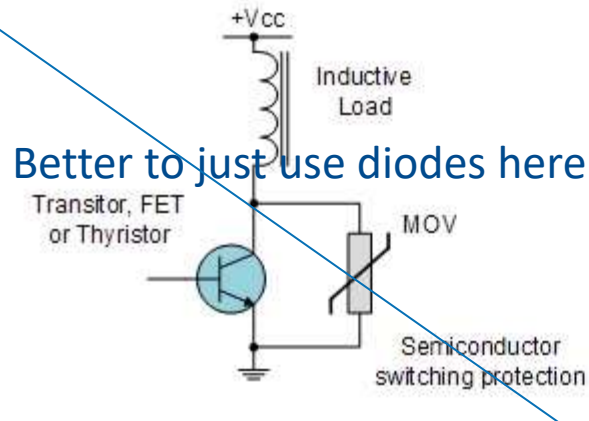 +Vcc
Inductive
Load
Better to just use diodes here
Transitor, FET
or Thyristor
MOV
Semiconductor
switching protection